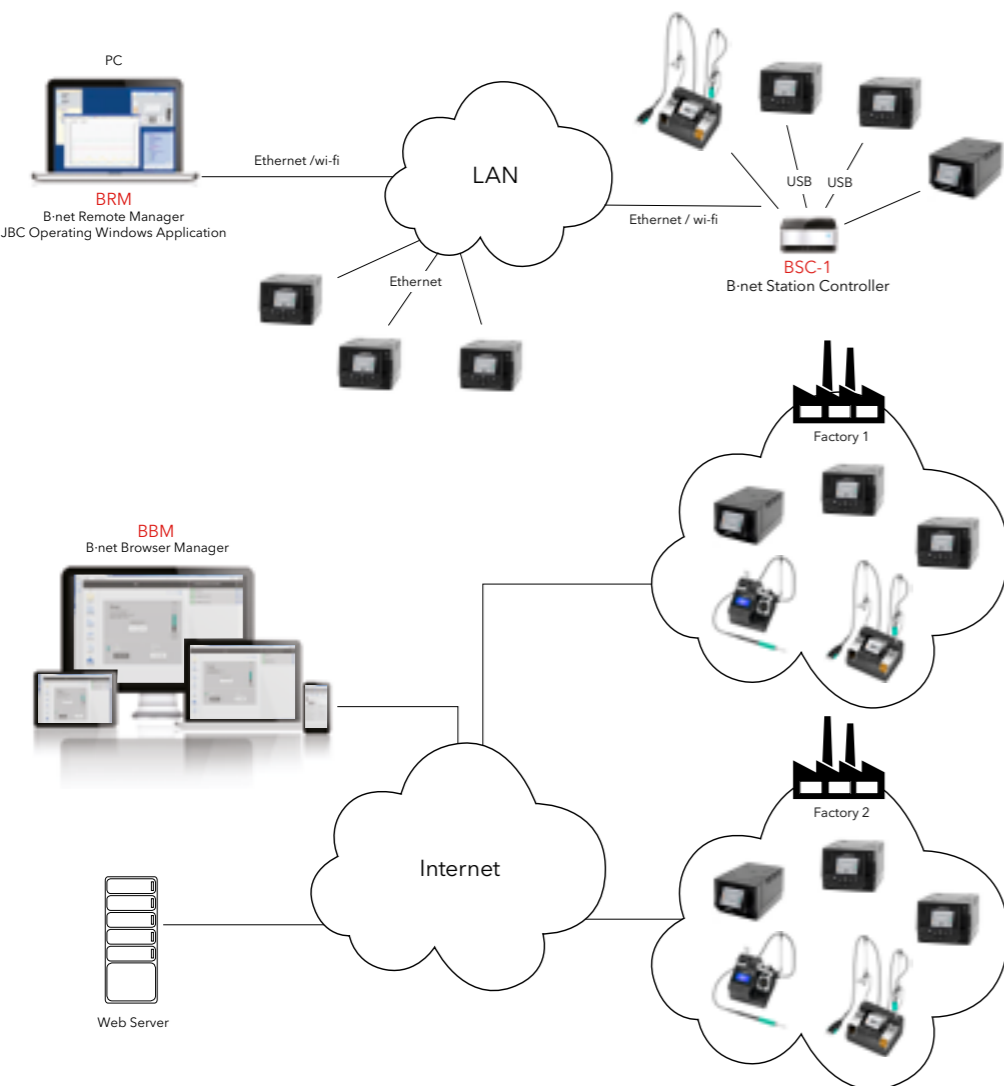 PC
Ethernet /wi-fi
LAN
BRM
B·net Remote Manager
JBC Operating Windows Application
Ethernet
USB
USB
Ethernet / wi-fi
BSC-1
B·net Station Controller
Factory 1
BBM
B·net Browser Manager
Factory 2
Internet
Web Server